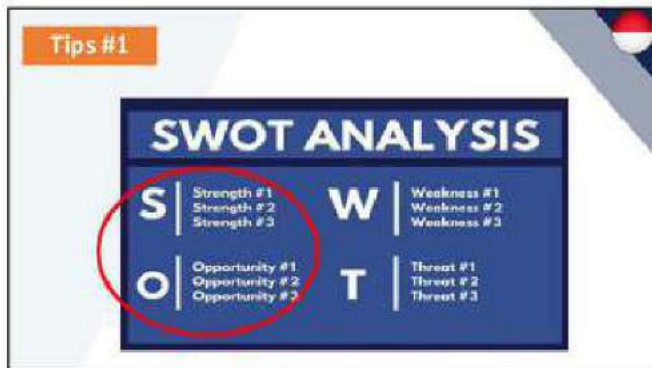 Tips #1
SWOT ANALYSIS
S
Strength #1
Strength #2
Strength #3
W
Weakness #1
Weakness #2
Weakness #3
O
Opportunity #1
Opportunity #2
Opportunity #3
T
Threat #1
Threat #2
Threat #3